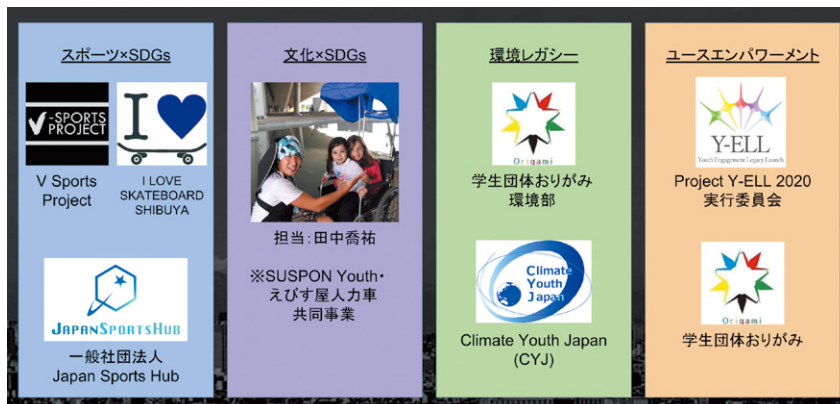 スポーツ×SDGs
V-SPORTS
PROJECT
V Sports
Project
I
I LOVE
SKATEBOARD
SHIBUYA
JAPANSPORTSHUB
一般社団法人
Japan Sports Hub
文化×SDGs
担当：田中喬祐
※SUSPON Youth・
えびす屋人力車
共同事業
環境レガシー
Origami
学生団体おりがみ
環境部
Climate
Youth
Japan
Climate Youth Japan
(CYJ)
ユースエンパワーメント
Y-ELL
Youth Engagement Legacy Launch
Project Y-ELL 2020
実行委員会
Origami
学生団体おりがみ